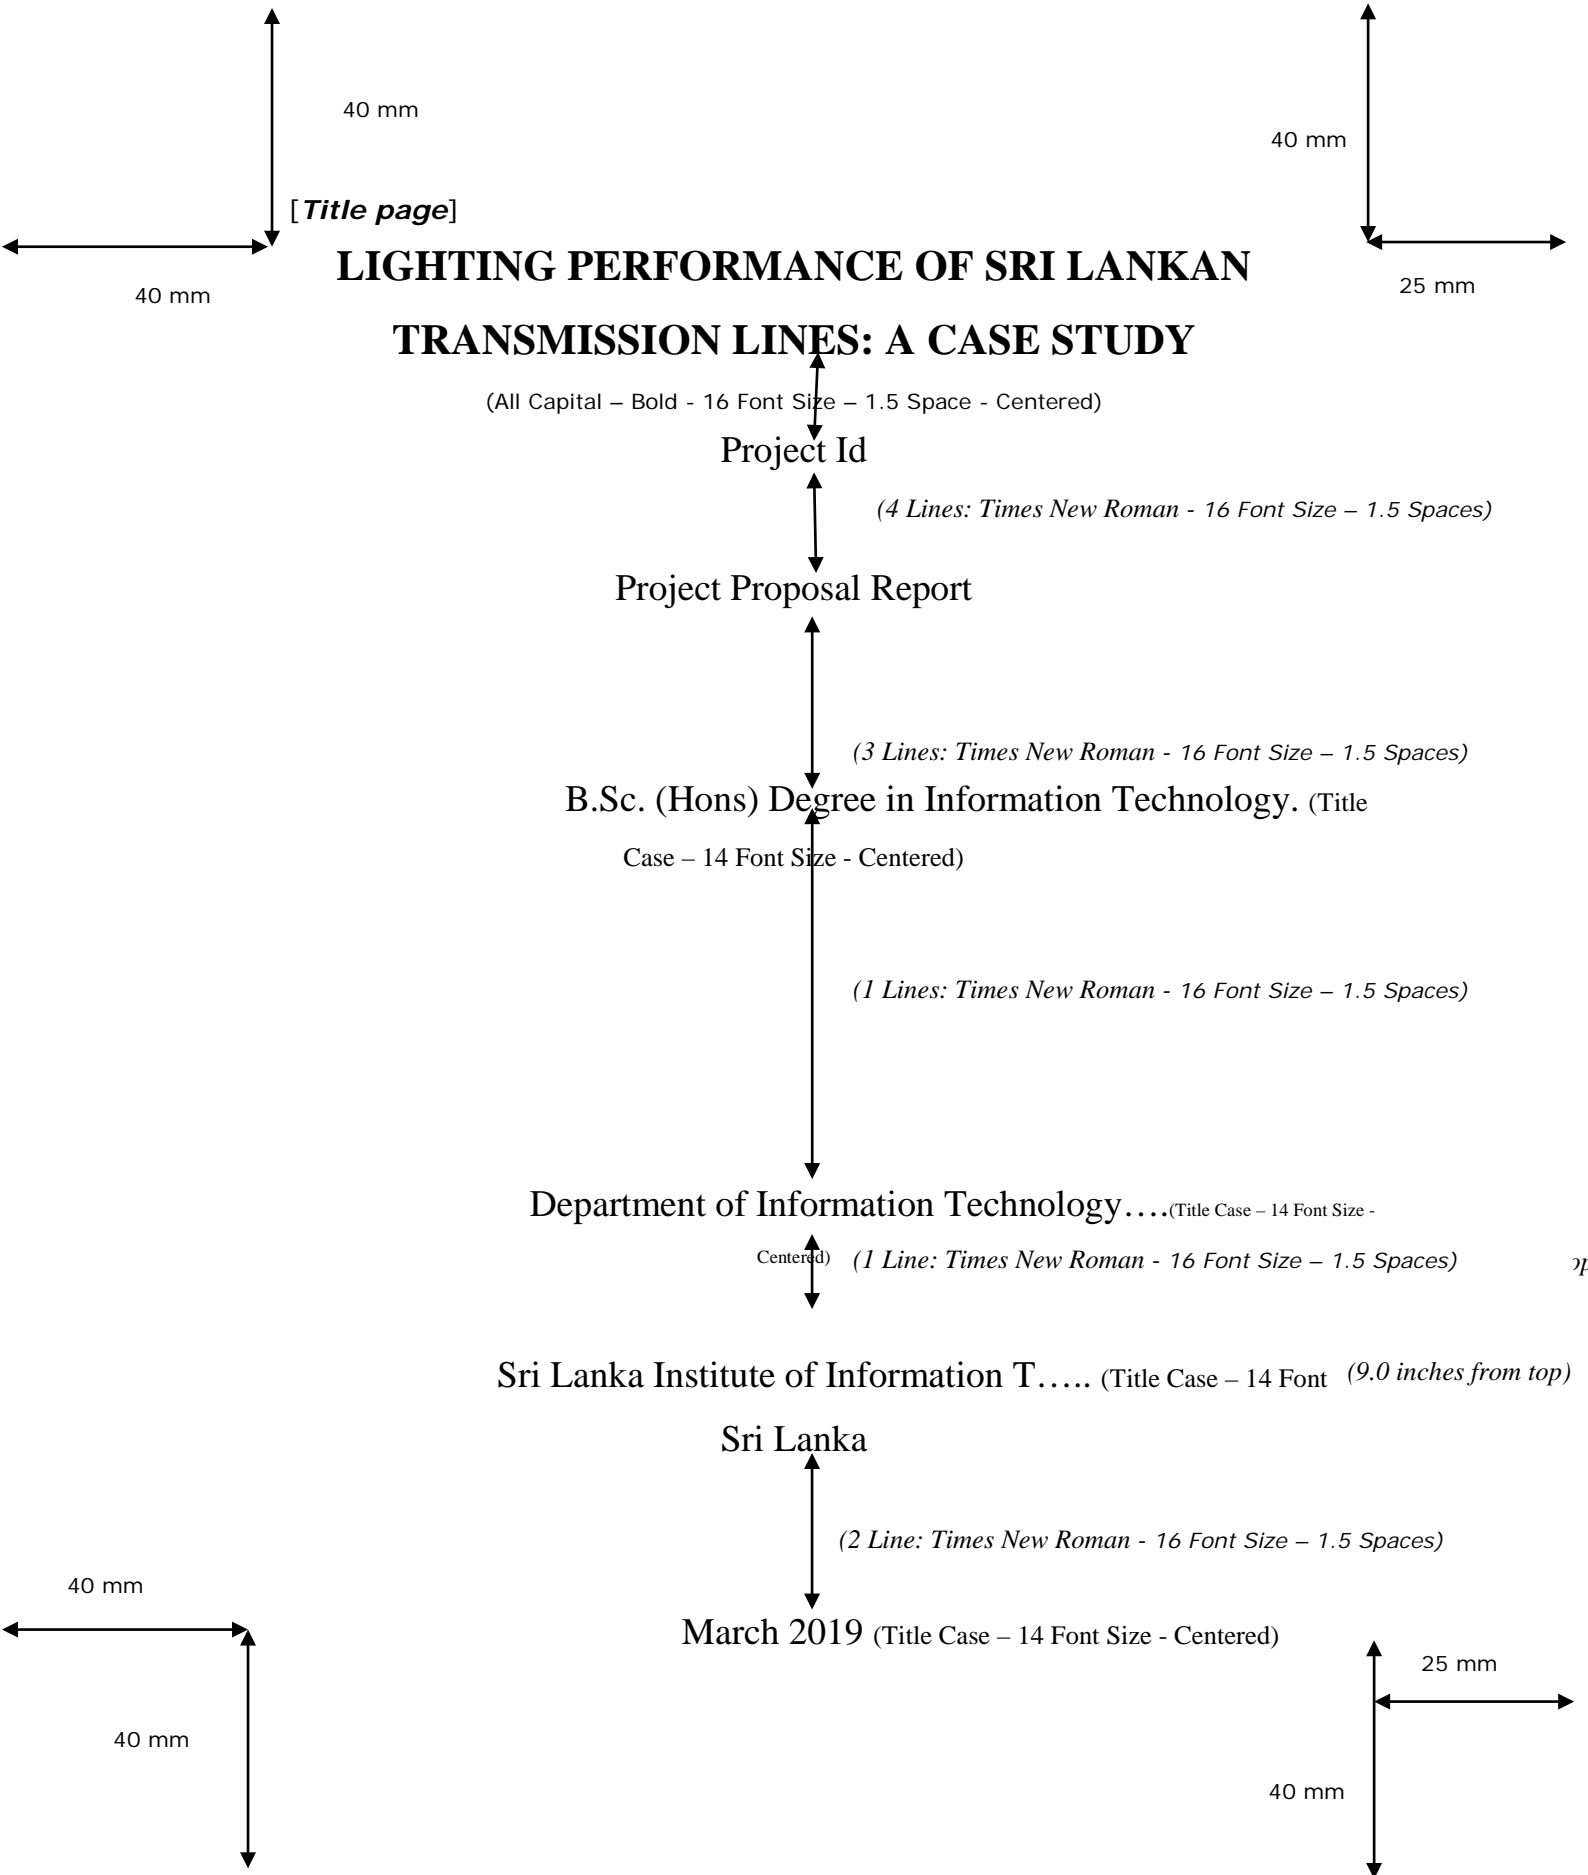 40 mm
40 mm
[Title page]
LIGHTING PERFORMANCE OF SRI LANKAN
40 mm
25 mm
TRANSMISSION LINES: A CASE STUDY
(All Capital – Bold - 16 Font Size – 1.5 Space - Centered)
Project Id
(4 Lines: Times New Roman - 16 Font Size – 1.5 Spaces)
Project Proposal Report
(3 Lines: Times New Roman - 16 Font Size – 1.5 Spaces)
B.Sc. (Hons) Degree in Information Technology. (Title
Case – 14 Font Size - Centered)
(1 Lines: Times New Roman - 16 Font Size – 1.5 Spaces)
Department of Information Technology….(Title Case – 14 Font Size -
Centered) (1 Line: Times New Roman - 16 Font Size – 1.5 Spaces)
Sri Lanka Institute of Information T….. (Title Case – 14 Font (9.0 inches from top)
Sri Lanka
(2 Line: Times New Roman - 16 Font Size – 1.5 Spaces)
40 mm
March 2019 (Title Case – 14 Font Size - Centered)
25 mm
40 mm
40 mm